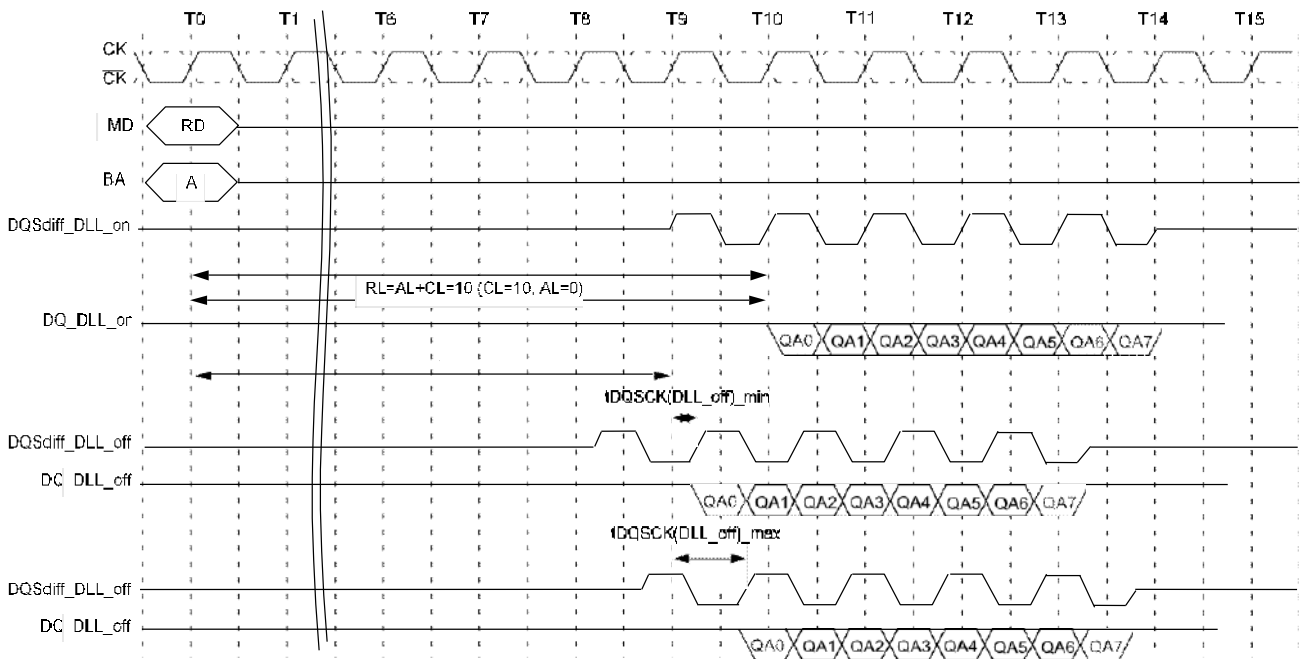 T0 T1 T6 T7 T8 T9 T10 T11 T12 T13 T14 T15
CK
CK
MD RD
BA A
DQSdiff_DLL_on
RL=AL+CL=10 (CL=10, AL=0)
DQ_DLL_on
QA0 QA1 QA2 QA3 QA4 QA5 QA6 QA7
tDQSCK(DLL_off)_min
DQSdiff_DLL_off
DQ DLL_off
QA0 QA1 QA2 QA3 QA4 QA5 QA6 QA7
tDQSCK(DLL_off)_max
DQSdiff_DLL_off
DQ DLL_off
QA0 QA1 QA2 QA3 QA4 QA5 QA6 QA7